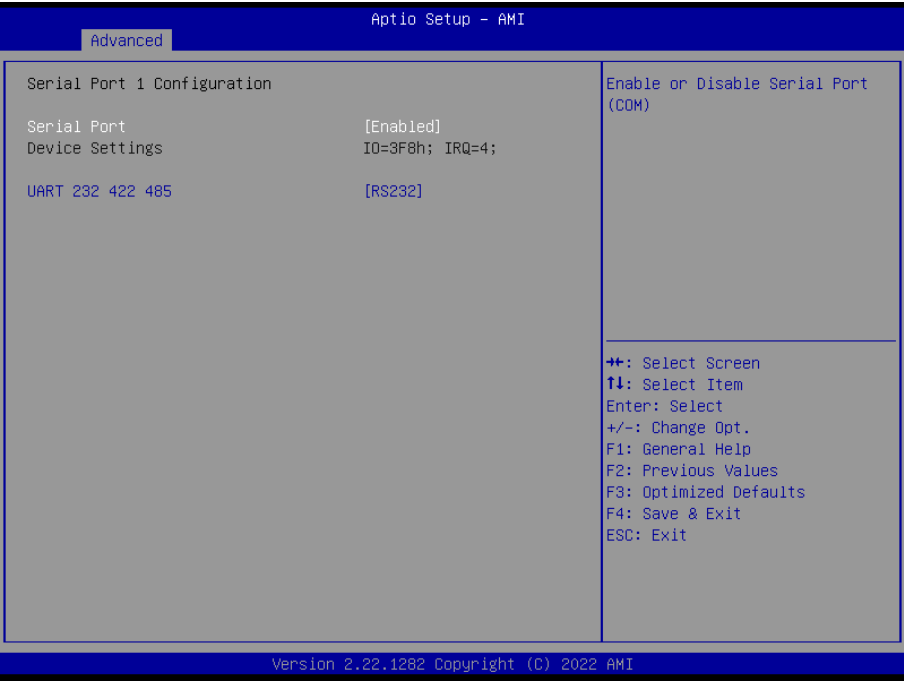 Aptio Setup – AMI
Advanced
Serial Port 1 Configuration
Serial Port [Enabled]
Device Settings IO=3F8h; IRQ=4;
UART 232 422 485 [RS232]
Enable or Disable Serial Port
(COM)
→←: Select Screen
↑↓: Select Item
Enter: Select
+/-: Change Opt.
F1: General Help
F2: Previous Values
F3: Optimized Defaults
F4: Save & Exit
ESC: Exit
Version 2.22.1282 Copyright (C) 2022 AMI